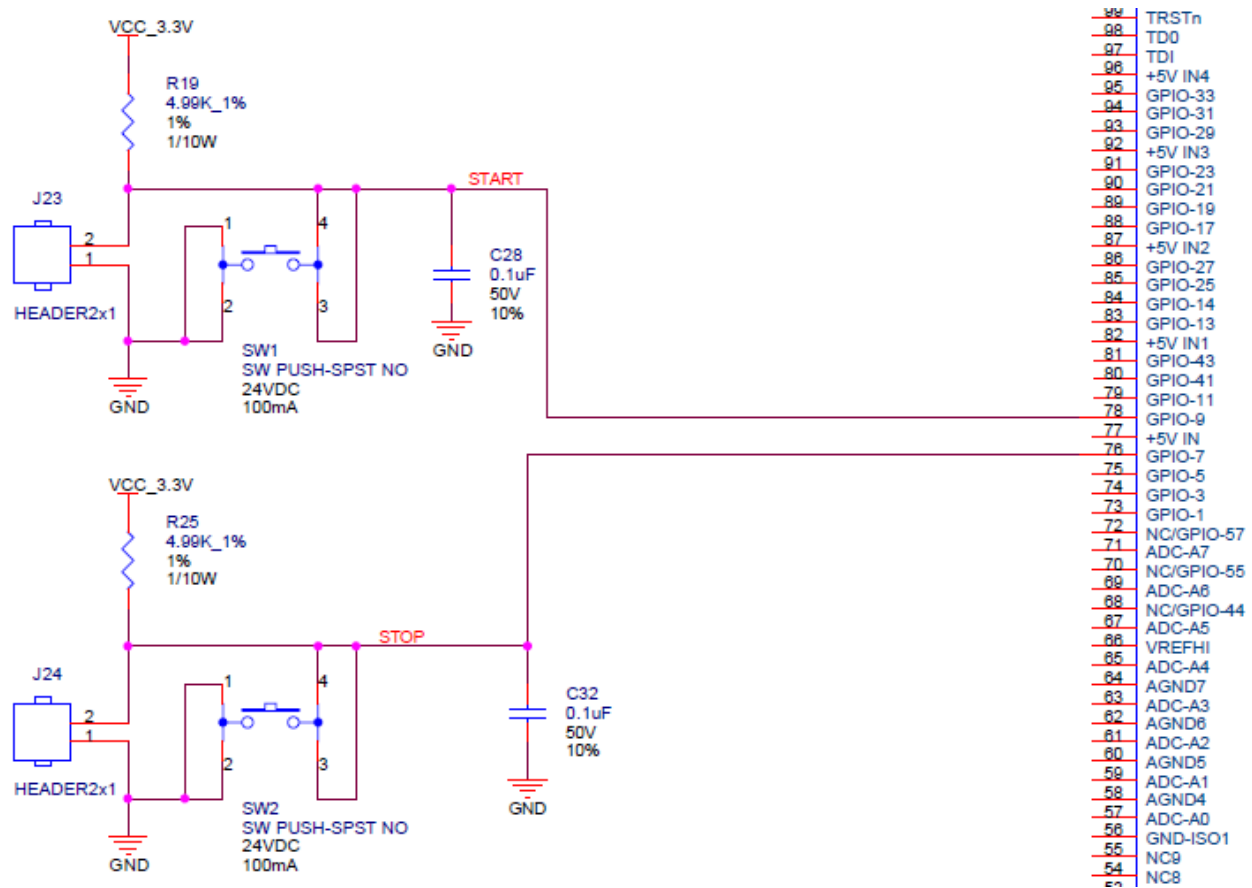 VCC_3.3V
R19
4.99K_1%
1%
1/10W
START
J23
2
1
HEADER2x1
1
4
2
3
C28
0.1uF
50V
10%
GND
SW1
SW PUSH-SPST NO
24VDC
100mA
GND
VCC_3.3V
R25
4.99K_1%
1%
1/10W
STOP
J24
2
1
HEADER2x1
1
4
2
3
C32
0.1uF
50V
10%
GND
SW2
SW PUSH-SPST NO
24VDC
100mA
GND
99 TRSTn
98 TD0
97 TDI
96 +5V IN4
95 GPIO-33
94 GPIO-31
93 GPIO-29
92 +5V IN3
91 GPIO-23
90 GPIO-21
89 GPIO-19
88 GPIO-17
87 +5V IN2
86 GPIO-27
85 GPIO-25
84 GPIO-14
83 GPIO-13
82 +5V IN1
81 GPIO-43
80 GPIO-41
79 GPIO-11
78 GPIO-9
77 +5V IN
76 GPIO-7
75 GPIO-5
74 GPIO-3
73 GPIO-1
72 NC/GPIO-57
71 ADC-A7
70 NC/GPIO-55
69 ADC-A6
68 NC/GPIO-44
67 ADC-A5
66 VREFHI
65 ADC-A4
64 AGND7
63 ADC-A3
62 AGND6
61 ADC-A2
60 AGND5
59 ADC-A1
58 AGND4
57 ADC-A0
56 GND-ISO1
55 NC9
54 NC8